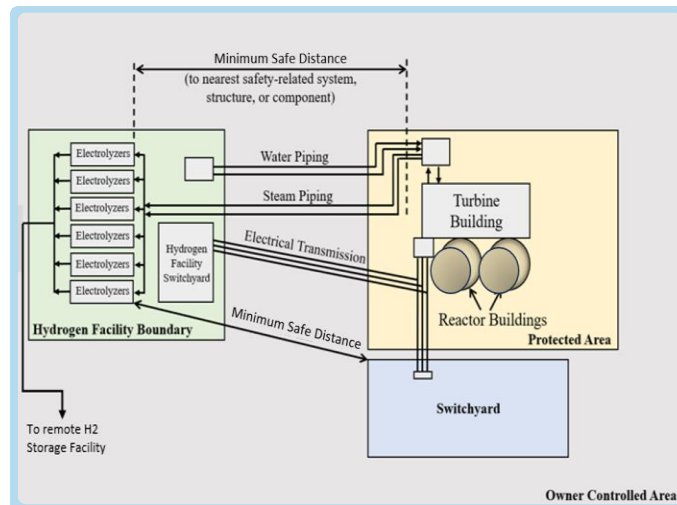 Minimum Safe Distance
(to nearest safety-related system,
structure, or component)
Electrolyzers
Electrolyzers
Electrolyzers
Electrolyzers
Electrolyzers
Electrolyzers
Hydrogen
Facility
Switchyard
Hydrogen Facility Boundary
Water Piping
Steam Piping
Electrical Transmission
Minimum Safe Distance
Turbine
Building
Reactor Buildings
Protected Area
Switchyard
To remote H2
Storage Facility
Owner Controlled Area